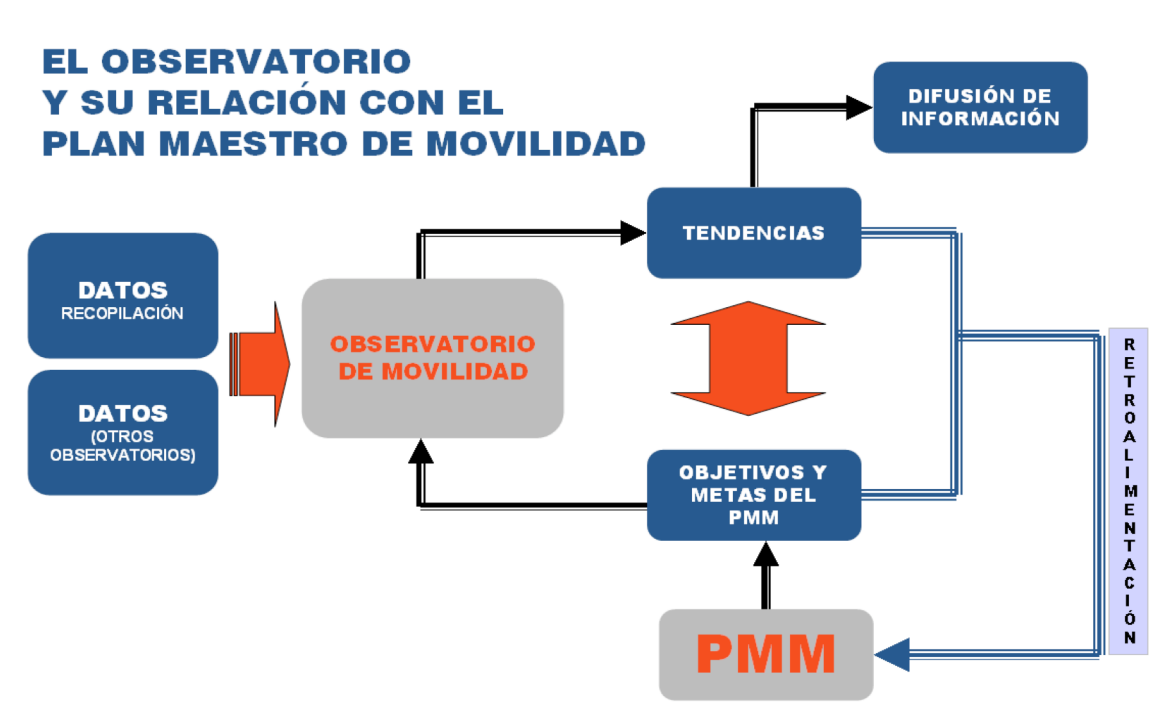 EL OBSERVATORIO
Y SU RELACIÓN CON EL
PLAN MAESTRO DE MOVILIDAD
DIFUSIÓN DE
INFORMACIÓN
TENDENCIAS
DATOS
RECOPILACIÓN
OBSERVATORIO
DE MOVILIDAD
DATOS
(OTROS
OBSERVATORIOS)
OBJETIVOS Y
METAS DEL
PMM
PMM
RETROALIMENTACIÓN